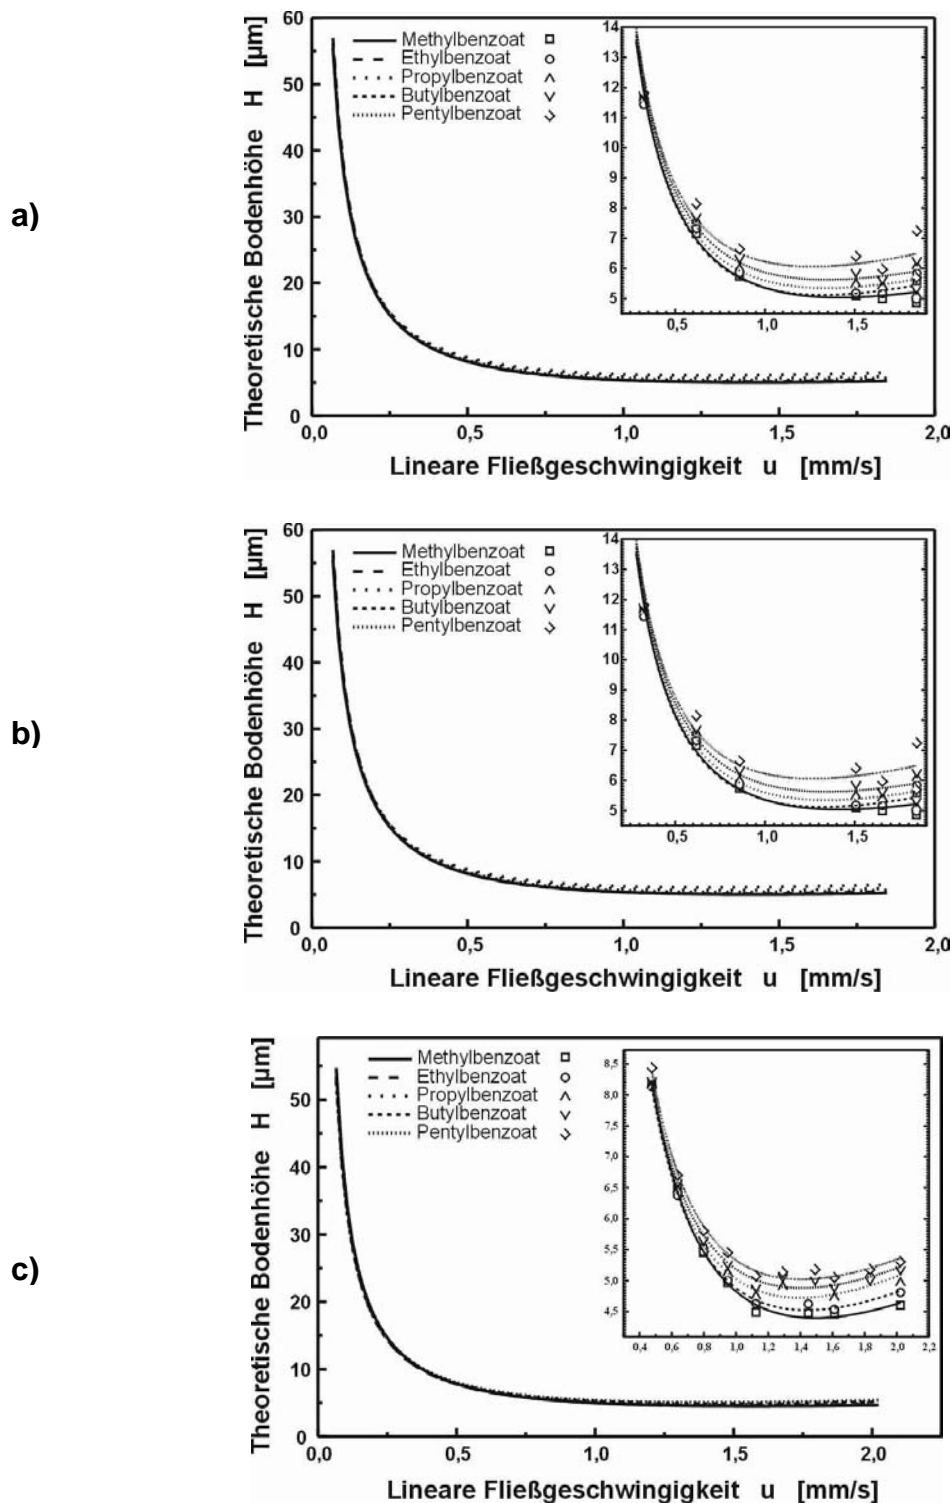 a)
Theoretische Bodenhöhe H [µm]
60
50
40
30
20
10
0
Methylbenzoat
Ethylbenzoat
Propylbenzoat
Butylbenzoat
Pentylbenzoat
14
13
12
11
10
9
8
7
6
5
0,5 1,0 1,5
0,0 0,5 1,0 1,5 2,0
Lineare Fließgeschwingigkeit u [mm/s]
b)
Theoretische Bodenhöhe H [µm]
60
50
40
30
20
10
0
Methylbenzoat
Ethylbenzoat
Propylbenzoat
Butylbenzoat
Pentylbenzoat
14
13
12
11
10
9
8
7
6
5
0,5 1,0 1,5
0,0 0,5 1,0 1,5 2,0
Lineare Fließgeschwingigkeit u [mm/s]
c)
Theoretische Bodenhöhe H [µm]
50
40
30
20
10
0
Methylbenzoat
Ethylbenzoat
Propylbenzoat
Butylbenzoat
Pentylbenzoat
8,5
8,0
7,5
7,0
6,5
6,0
5,5
5,0
4,5
0,4 0,6 0,8 1,0 1,2 1,4 1,6 1,8 2,0 2,2
0,0 0,5 1,0 1,5 2,0
Lineare Fließgeschwingigkeit u [mm/s]